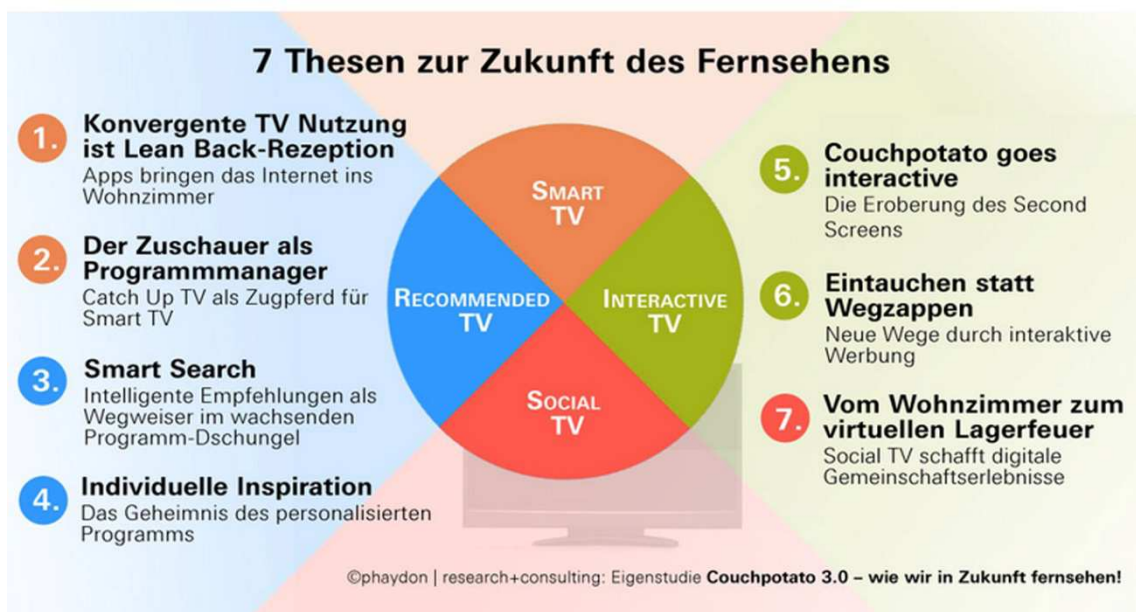 7 Thesen zur Zukunft des Fernsehens
1.
Konvergente TV Nutzung
ist Lean Back-Rezeption
Apps bringen das Internet ins
Wohnzimmer
2.
Der Zuschauer als
Programmmanager
Catch Up TV als Zugpferd für
Smart TV
3.
Smart Search
Intelligente Empfehlungen als
Wegweiser im wachsenden
Programm-Dschungel
4.
Individuelle Inspiration
Das Geheimnis des personalisierten
Programms
SMART
TV
RECOMMENDED
TV
INTERACTIVE
TV
SOCIAL
TV
5.
Couchpotato goes
interactive
Die Eroberung des Second
Screens
6.
Eintauchen statt
Wegzappen
Neue Wege durch interaktive
Werbung
7.
Vom Wohnzimmer zum
virtuellen Lagerfeuer
Social TV schafft digitale
Gemeinschaftserlebnisse
©phaydon | research+consulting: Eigenstudie Couchpotato 3.0 – wie wir in Zukunft fernsehen!